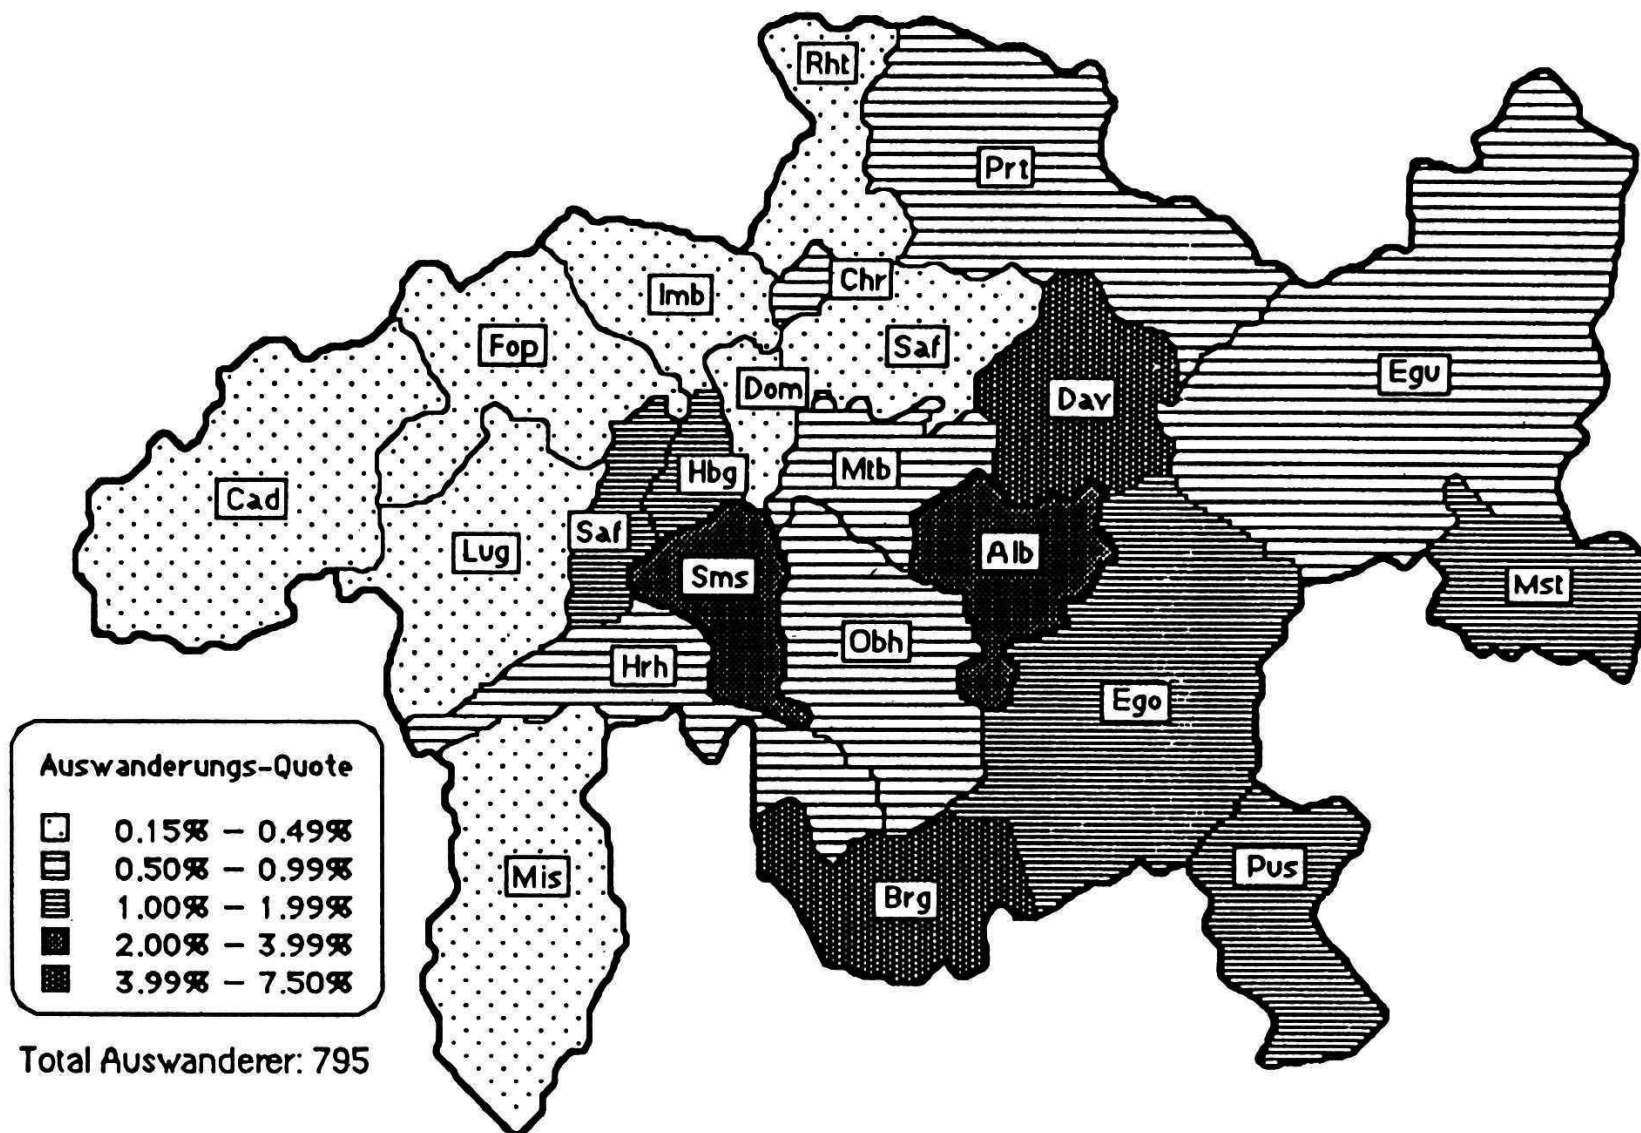 Rht
Prt
Chr
Imb
Saf
Fop
Egu
Dom
Dav
Hbg
Mtb
Cad
Saf
Lug
Alb
Sms
Mst
Obh
Hrh
Ego
Auswanderungs-Quote
0.15% - 0.49%
0.50% - 0.99%
1.00% - 1.99%
2.00% - 3.99%
3.99% - 7.50%
Mis
Pus
Brg
Total Auswanderer: 795